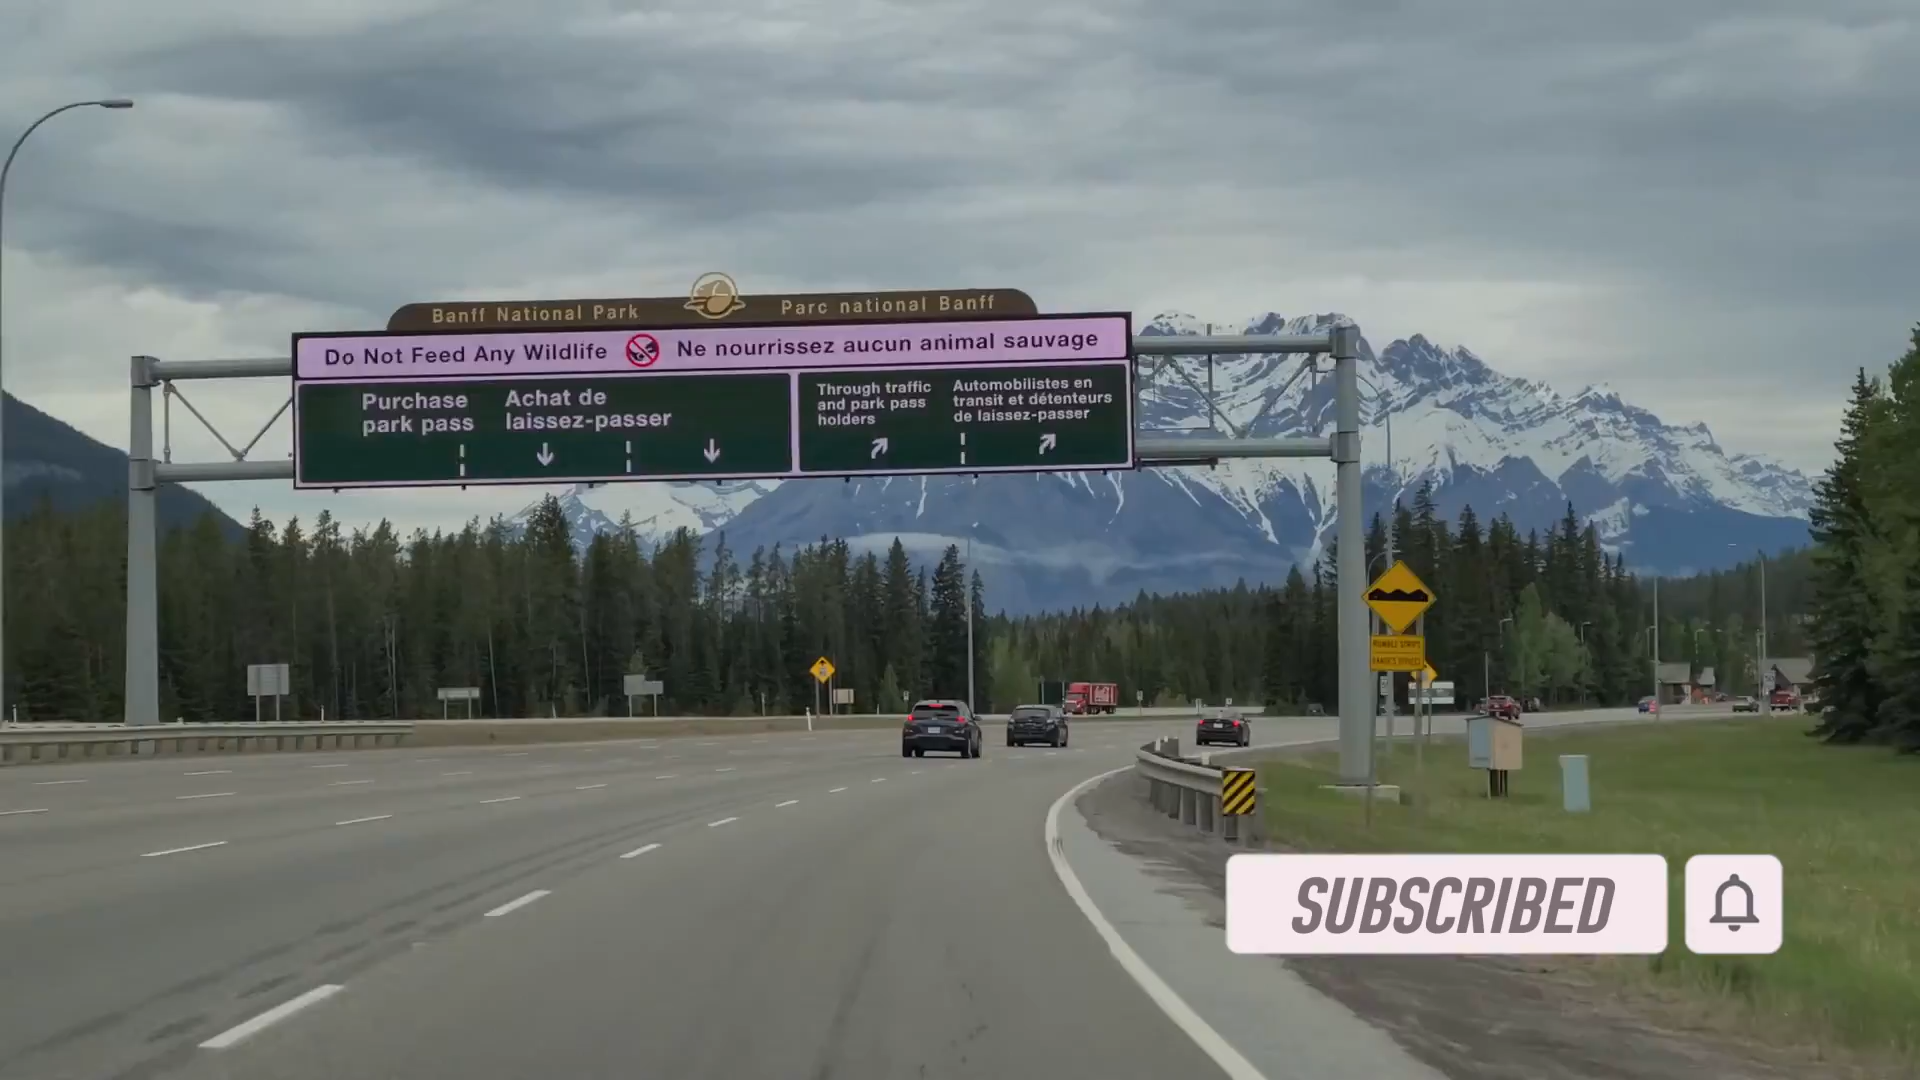 Banff National Park
Parc national Banff
Do Not Feed Any Wildlife
Ne nourrissez aucun animal sauvage
Purchase
park pass
Achat de
laissez-passer
Through traffic
and park pass
holders
Automobilistes en
transit et détenteurs
de laissez-passer
RUMBLE STRIPS
SUBSCRIBED